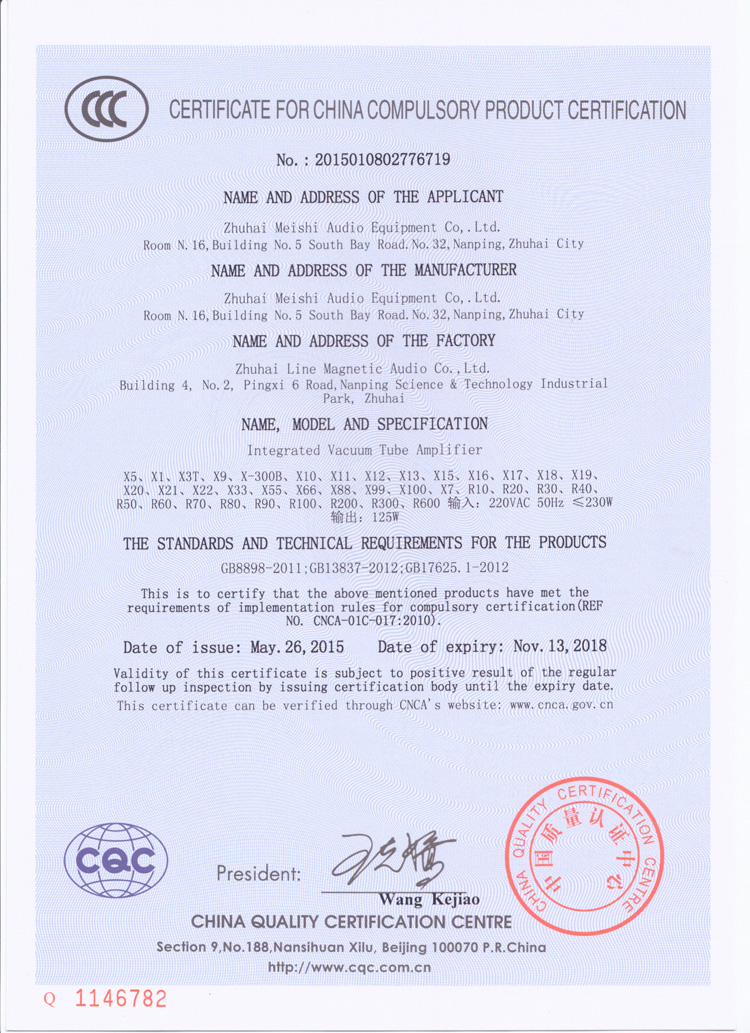 CCC
CERTIFICATE FOR CHINA COMPULSORY PRODUCT CERTIFICATION
No.: 2015010802776719
NAME AND ADDRESS OF THE APPLICANT
Zhuhai Meishi Audio Equipment Co,.Ltd.
Room N.16,Building No.5 South Bay Road.No.32,Nanping,Zhuhai City
NAME AND ADDRESS OF THE MANUFACTURER
Zhuhai Meishi Audio Equipment Co,.Ltd.
Room N.16,Building No.5 South Bay Road.No.32,Nanping,Zhuhai City
NAME AND ADDRESS OF THE FACTORY
Zhuhai Line Magnetic Audio Co.,Ltd.
Building 4, No.2, Pingxi 6 Road,Nanping Science & Technology Industrial
Park, Zhuhai
NAME, MODEL AND SPECIFICATION
Integrated Vacuum Tube Amplifier
X5、X1、X3T、X9、X-300B、X10、X11、X12、X13、X15、X16、X17、X18、X19、
X20、X21、X22、X33、X55、X66、X88、X99、X100、X7、R10、R20、R30、R40、
R50、R60、R70、R80、R90、R100、R200、R300、R600 输入: 220VAC 50Hz ≤230W
输出: 125W
THE STANDARDS AND TECHNICAL REQUIREMENTS FOR THE PRODUCTS
GB8898-2011;GB13837-2012;GB17625.1-2012
This is to certify that the above mentioned products have met the
requirements of implementation rules for compulsory certification(REF
NO. CNCA-01C-017:2010).
Date of issue: May.26,2015 Date of expiry: Nov.13,2018
Validity of this certificate is subject to positive result of the regular
follow up inspection by issuing certification body until the expiry date.
This certificate can be verified through CNCA's website: www.cnca.gov.cn
CHINA QUALITY CERTIFICATION CENTRE
中国质量认证中心
CQC
President:
Wang Kejiao
CHINA QUALITY CERTIFICATION CENTRE
Section 9,No.188,Nansihuan Xilu, Beijing 100070 P.R.China
http://www.cqc.com.cn
Q 1146782